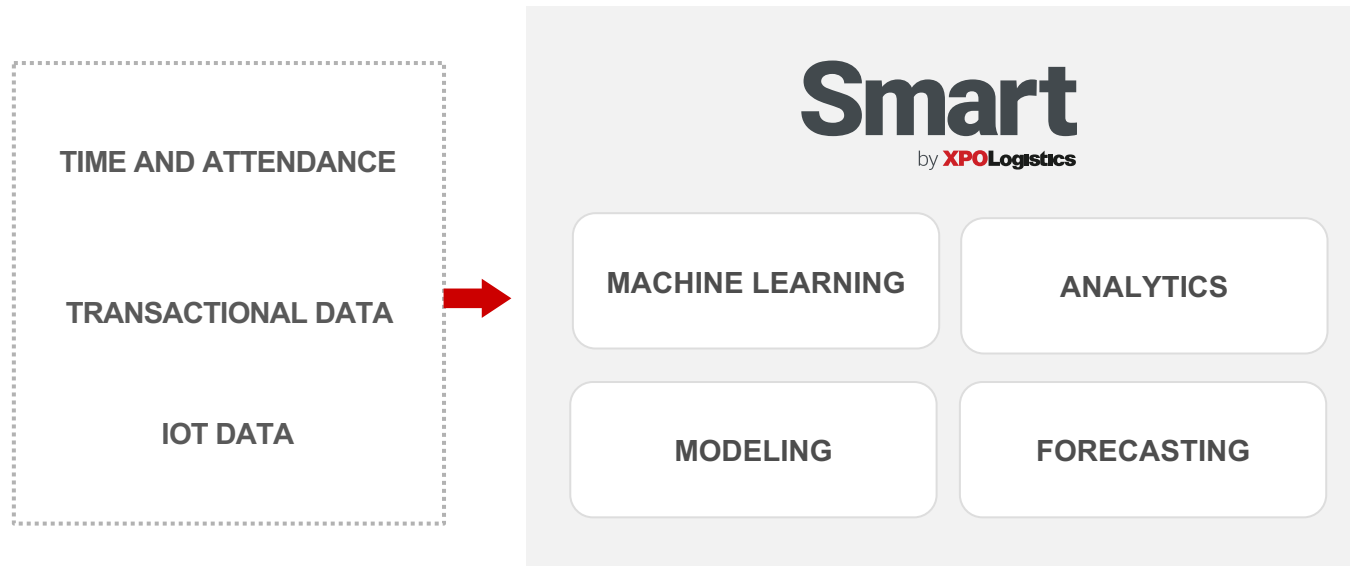 TIME AND ATTENDANCE
TRANSACTIONAL DATA
IOT DATA
Smart
by XPOLogistics
MACHINE LEARNING
ANALYTICS
MODELING
FORECASTING